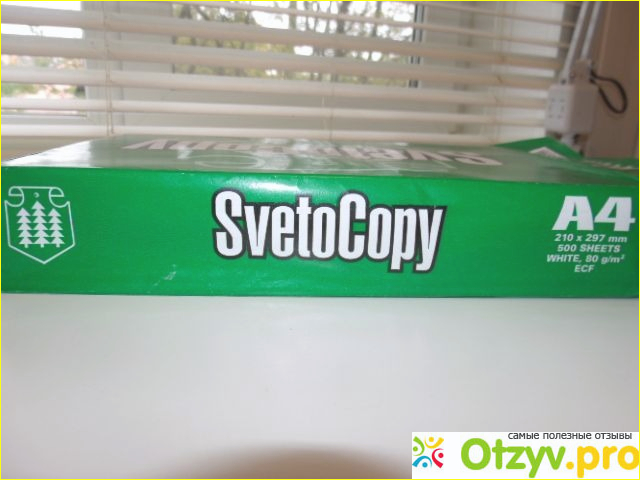 SvetoCopy
A4
210 x 297 mm
500 SHEETS
WHITE, 80 g/m²
ECF
самые полезные отзывы
Otzyv.pro